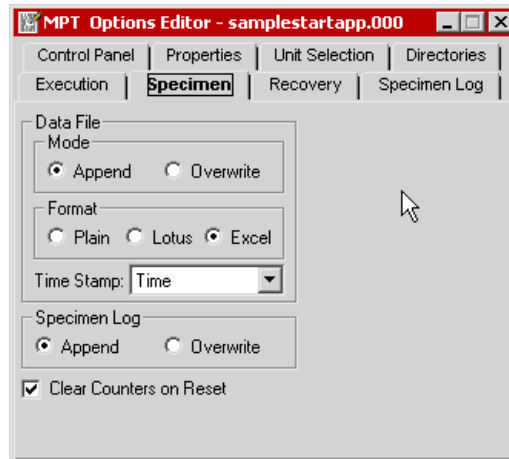 MPT Options Editor - samplestartapp.000
Control Panel Properties Unit Selection Directories
Execution Specimen Recovery Specimen Log
Data File
Mode
Append Overwrite
Format
Plain Lotus Excel
Time Stamp: Time
Specimen Log
Append Overwrite
Clear Counters on Reset